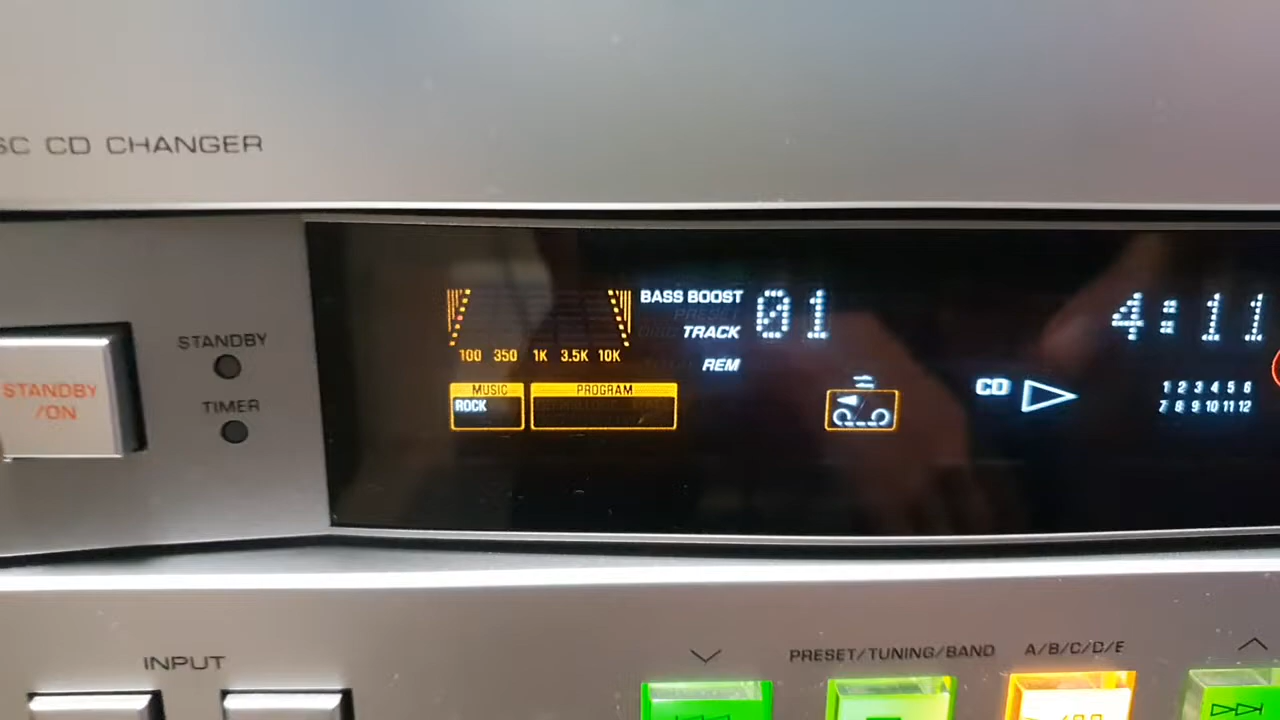 SC CD CHANGER
BASS BOOST
TRACK
REM
01
4:11
100 350 1K 3.5K 10K
MUSIC
ROCK
PROGRAM
CD
1 2 3 4 5 6
7 8 9 10 11 12
STANDBY
/ON
STANDBY
TIMER
INPUT
PRESET/TUNING/BAND
A/B/C/D/E